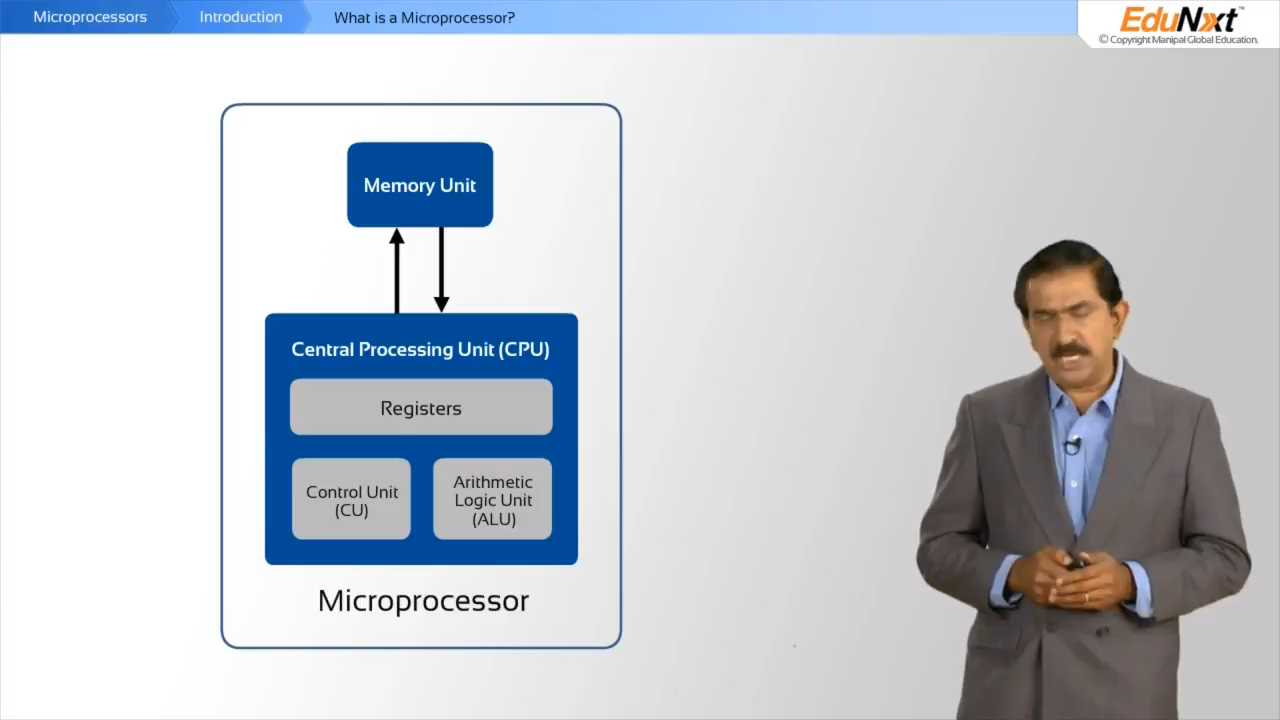 Microprocessors
Introduction
What is a Microprocessor?
EduNxt™
© Copyright Manipal Global Education.
Memory Unit
Central Processing Unit (CPU)
Registers
Control Unit
(CU)
Arithmetic
Logic Unit
(ALU)
Microprocessor